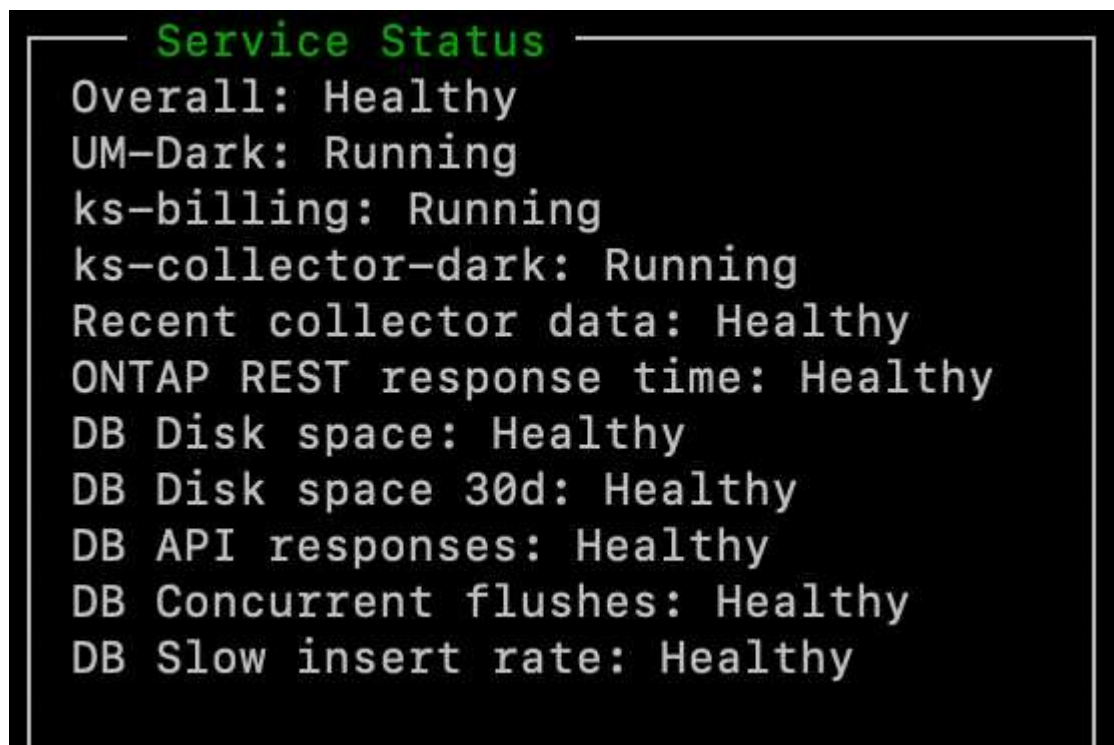 Service Status
Overall: Healthy
UM-Dark: Running
ks-billing: Running
ks-collector-dark: Running
Recent collector data: Healthy
ONTAP REST response time: Healthy
DB Disk space: Healthy
DB Disk space 30d: Healthy
DB API responses: Healthy
DB Concurrent flushes: Healthy
DB Slow insert rate: Healthy